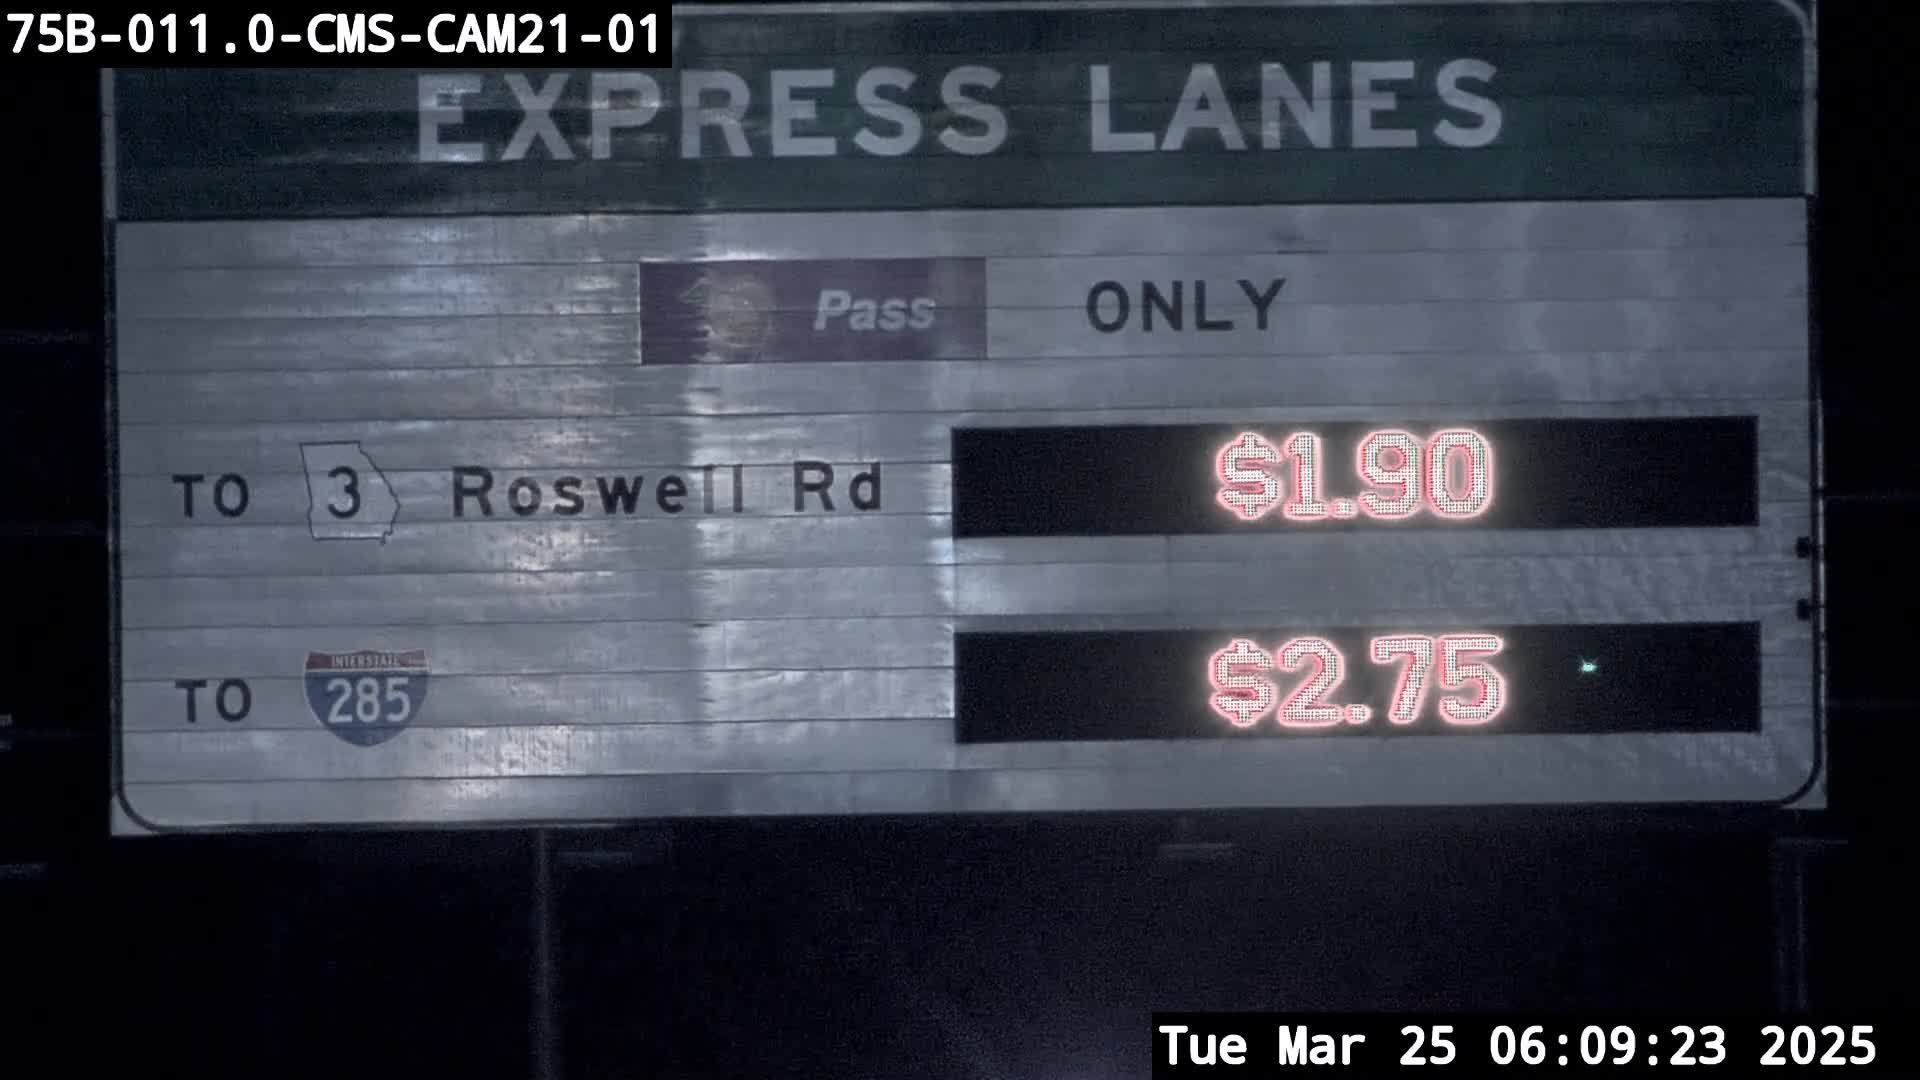 75B-011.0-CMS-CAM21-01
EXPRESS LANES
Pass ONLY
TO 3 Roswell Rd $1.90
INTERSTATE
TO 285 $2.75
Tue Mar 25 06:09:23 2025